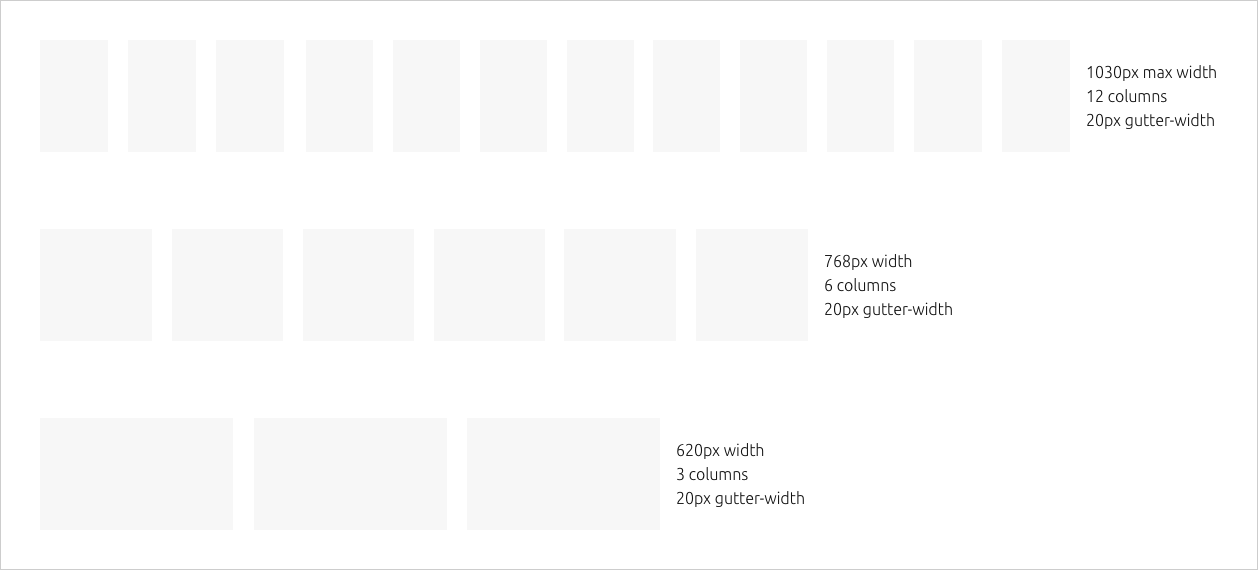 1030px max width
12 columns
20px gutter-width
768px width
6 columns
20px gutter-width
620px width
3 columns
20px gutter-width